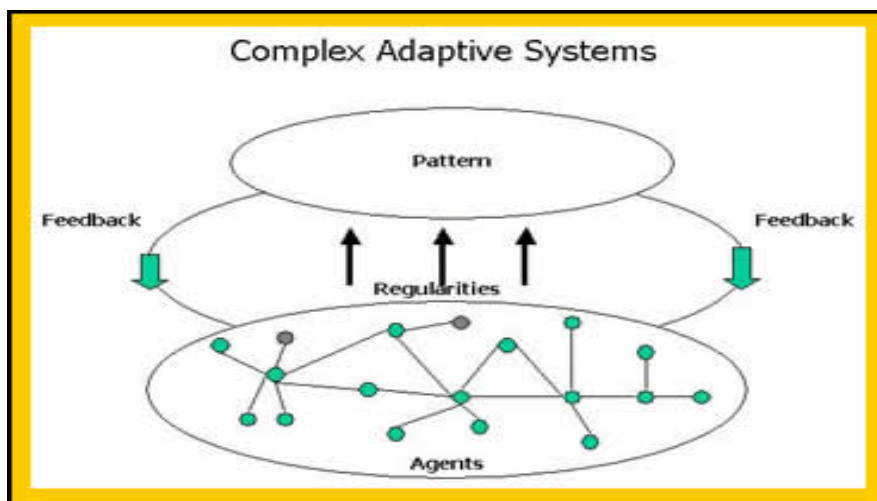 Complex Adaptive Systems
Pattern
Feedback
Feedback
Regularities
Agents